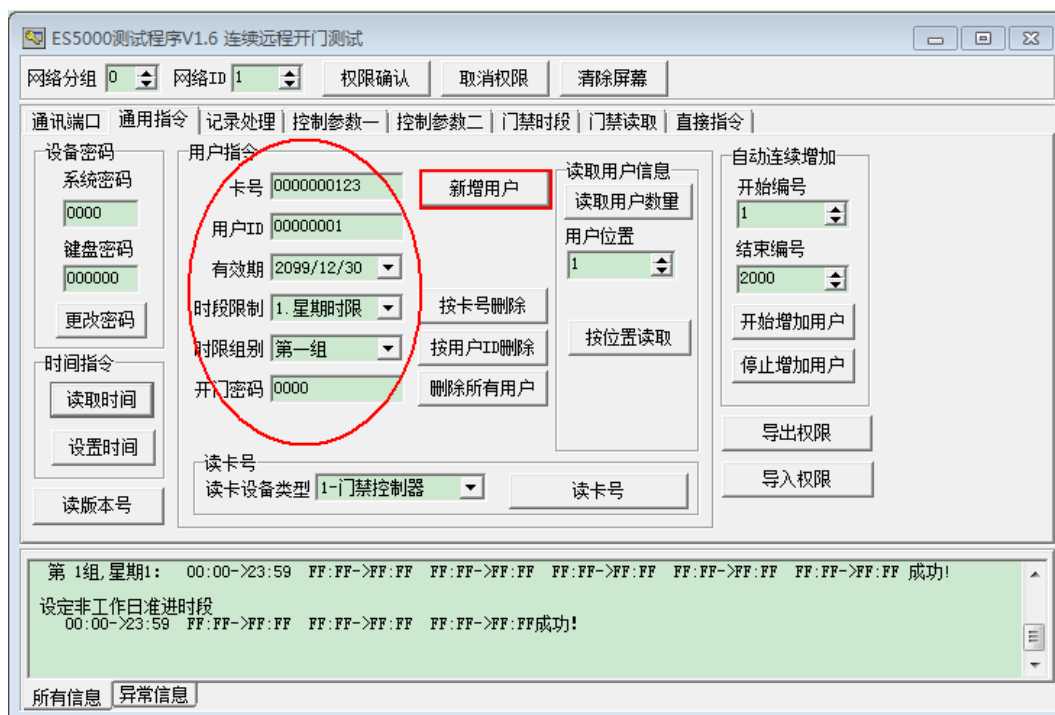 ES5000测试程序V1.6 连续远程开门测试
网络分组 0 网络ID 1 权限确认 取消权限 清除屏幕
通讯端口 通用指令 记录处理 控制参数一 控制参数二 门禁时段 门禁读取 直接指令
设备密码
系统密码
0000
键盘密码
000000
更改密码
时间指令
读取时间
设置时间
读版本号
用户指令
卡号 0000000123
用户ID 00000001
有效期 2099/12/30
时段限制 1.星期时限
时限组别 第一组
开门密码 0000
新增用户
按卡号删除
按用户ID删除
删除所有用户
读取用户信息
读取用户数量
用户位置
1
按位置读取
读卡号
读卡设备类型 1-门禁控制器 读卡号
自动连续增加
开始编号
1
结束编号
2000
开始增加用户
停止增加用户
导出权限
导入权限
第 1组,星期1: 00:00->23:59 FF:FF->FF:FF FF:FF->FF:FF FF:FF->FF:FF FF:FF->FF:FF FF:FF->FF:FF 成功!
设定非工作日准进时段
00:00->23:59 FF:FF->FF:FF FF:FF->FF:FF FF:FF->FF:FF成功!
所有信息 异常信息